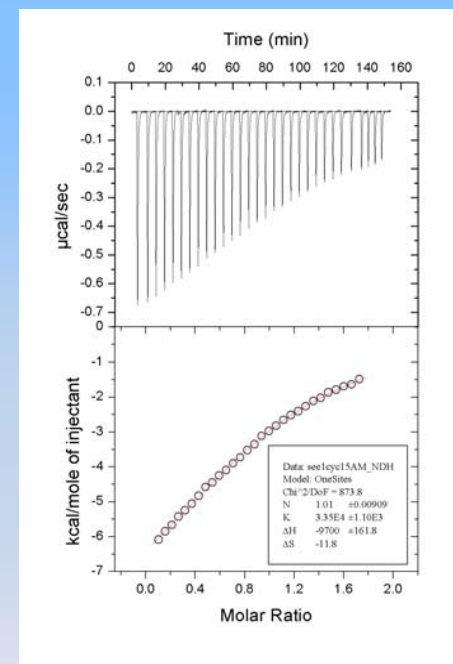 Time (min)
0 20 40 60 80 100 120 140 160
0.1
0.0
-0.1
-0.2
-0.3
-0.4
-0.5
-0.6
-0.7
µcal/sec
0
-1
-2
-3
-4
-5
-6
-7
kcal/mole of injectant
Data: see1cyc15AM_NDH
Model: OneSites
Chi^2/DoF = 873.8
N 1.01 ±0.00909
K 3.35E4 ±1.10E3
ΔH -9700 ±161.8
ΔS -11.8
0.0 0.4 0.8 1.2 1.6 2.0
Molar Ratio